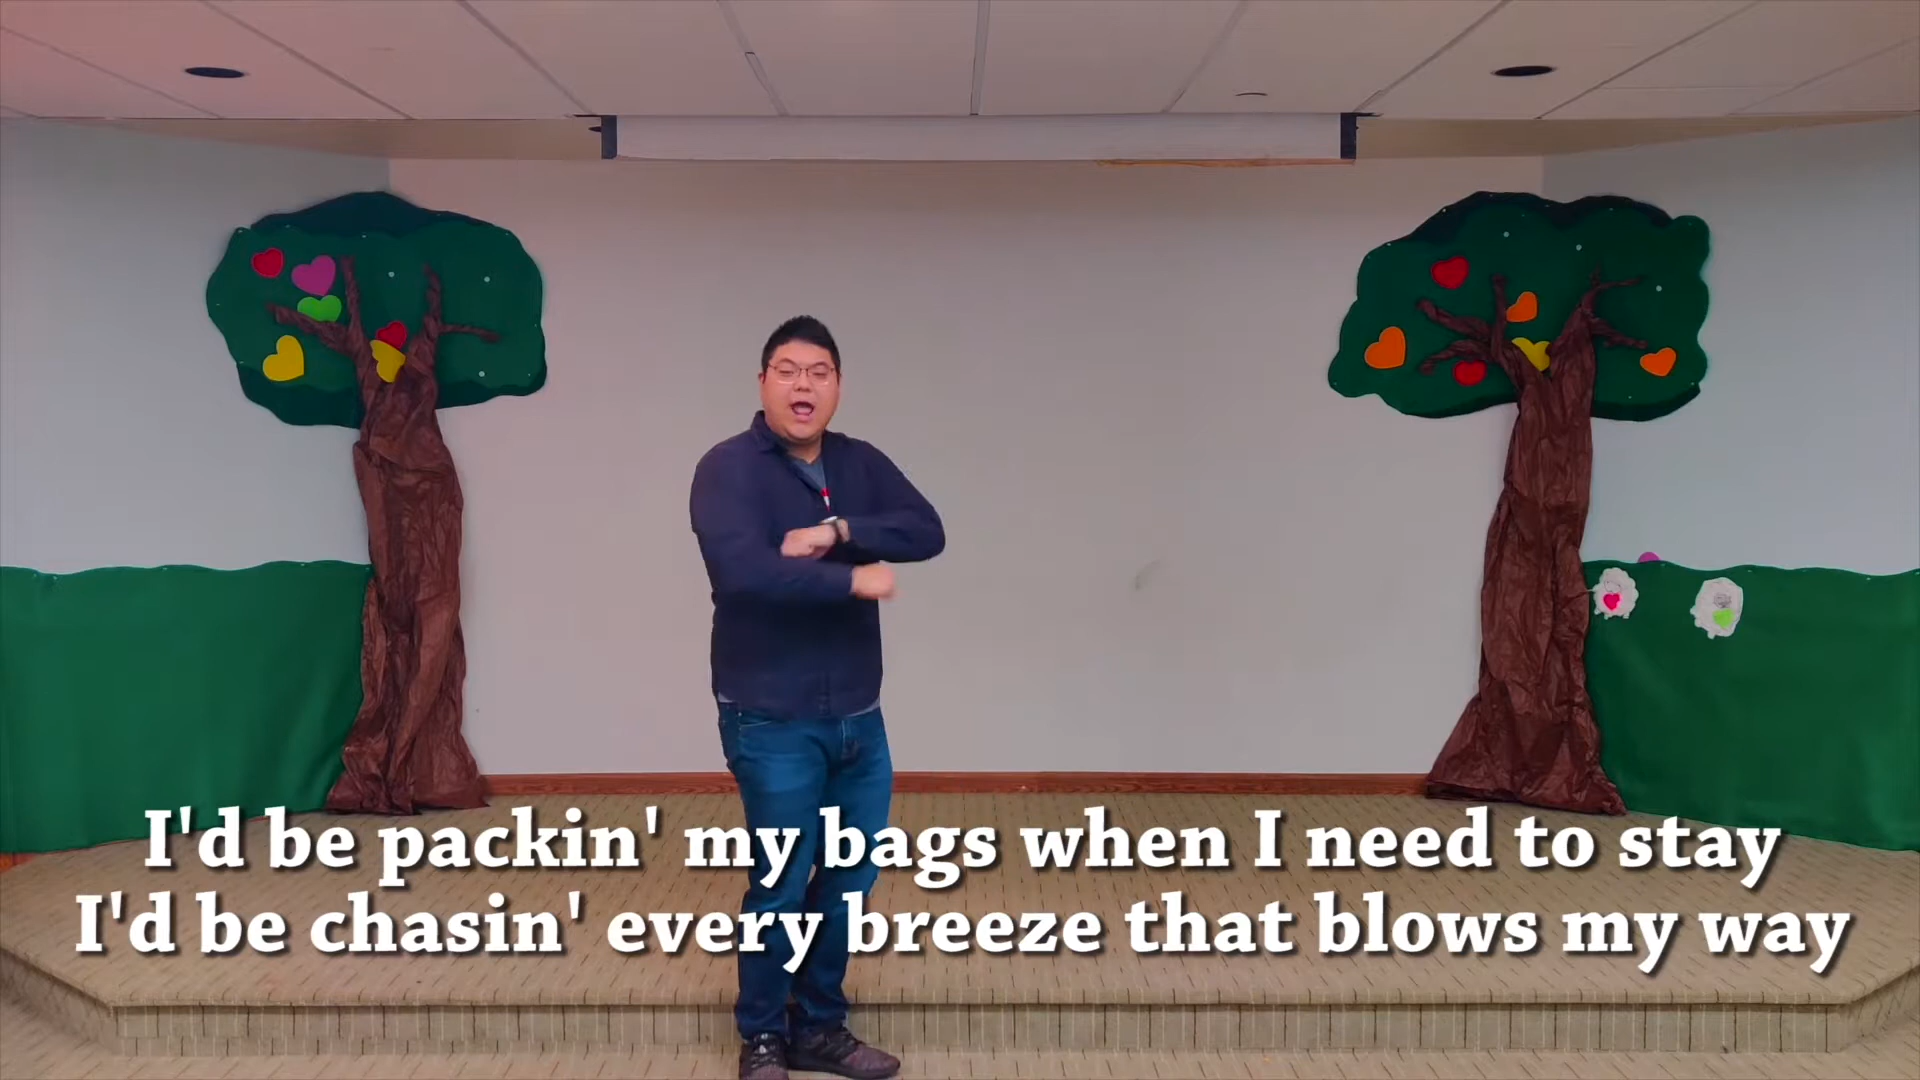 I'd be packin' my bags when I need to stay
I'd be chasin' every breeze that blows my way